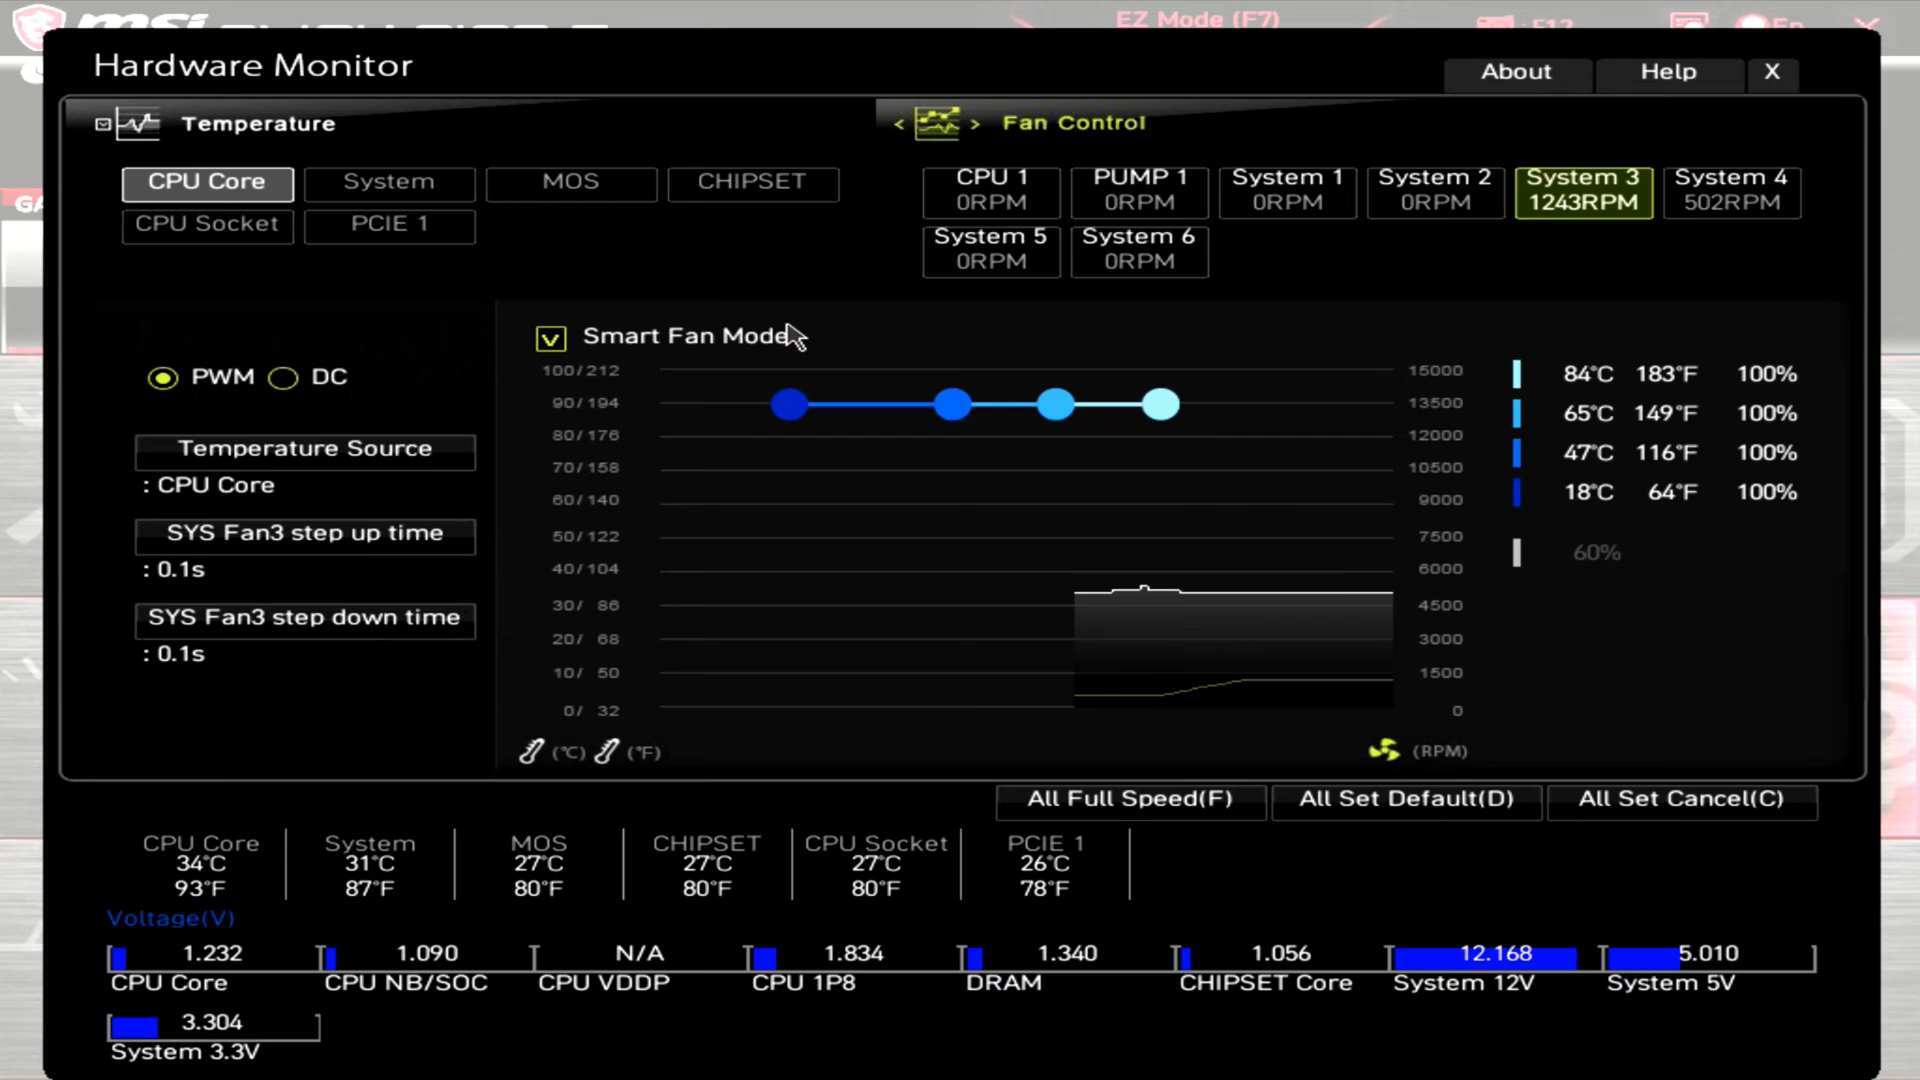 msi
EZ Mode (F7)
F12
En
Hardware Monitor
About
Help
X
Temperature
< > Fan Control
CPU Core
System
MOS
CHIPSET
CPU Socket
PCIE 1
CPU 1
0RPM
PUMP 1
0RPM
System 1
0RPM
System 2
0RPM
System 3
1243RPM
System 4
502RPM
System 5
0RPM
System 6
0RPM
PWM
DC
Temperature Source
: CPU Core
SYS Fan3 step up time
: 0.1s
SYS Fan3 step down time
: 0.1s
Smart Fan Mode
100/212
90/194
80/176
70/158
60/140
50/122
40/104
30/ 86
20/ 68
10/ 50
0/ 32
15000
13500
12000
10500
9000
7500
6000
4500
3000
1500
0
(°C)
(°F)
(RPM)
84°C 183°F 100%
65°C 149°F 100%
47°C 116°F 100%
18°C 64°F 100%
60%
All Full Speed(F)
All Set Default(D)
All Set Cancel(C)
CPU Core
34°C
93°F
System
31°C
87°F
MOS
27°C
80°F
CHIPSET
27°C
80°F
CPU Socket
27°C
80°F
PCIE 1
26°C
78°F
Voltage(V)
1.232
CPU Core
1.090
CPU NB/SOC
N/A
CPU VDDP
1.834
CPU 1P8
1.340
DRAM
1.056
CHIPSET Core
12.168
System 12V
5.010
System 5V
3.304
System 3.3V